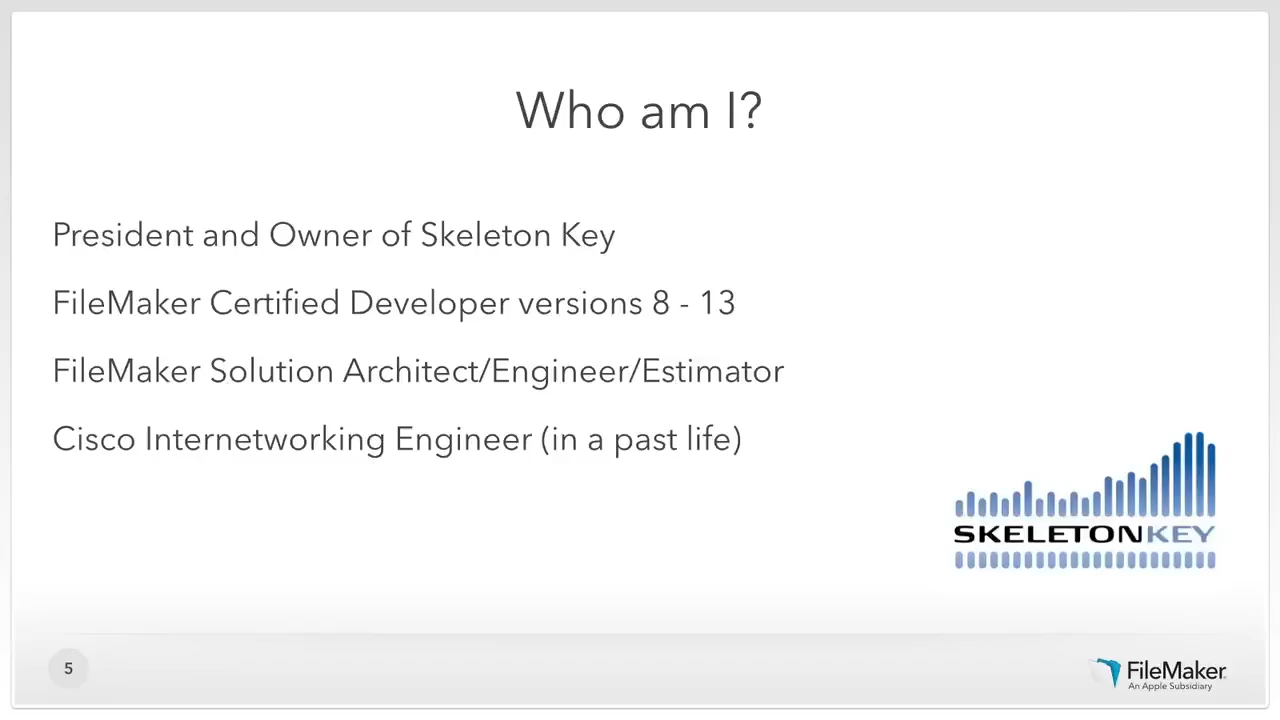 Who am I?
President and Owner of Skeleton Key
FileMaker Certified Developer versions 8 - 13
FileMaker Solution Architect/Engineer/Estimator
Cisco Internetworking Engineer (in a past life)
SKELETONKEY
5
FileMaker
An Apple Subsidiary